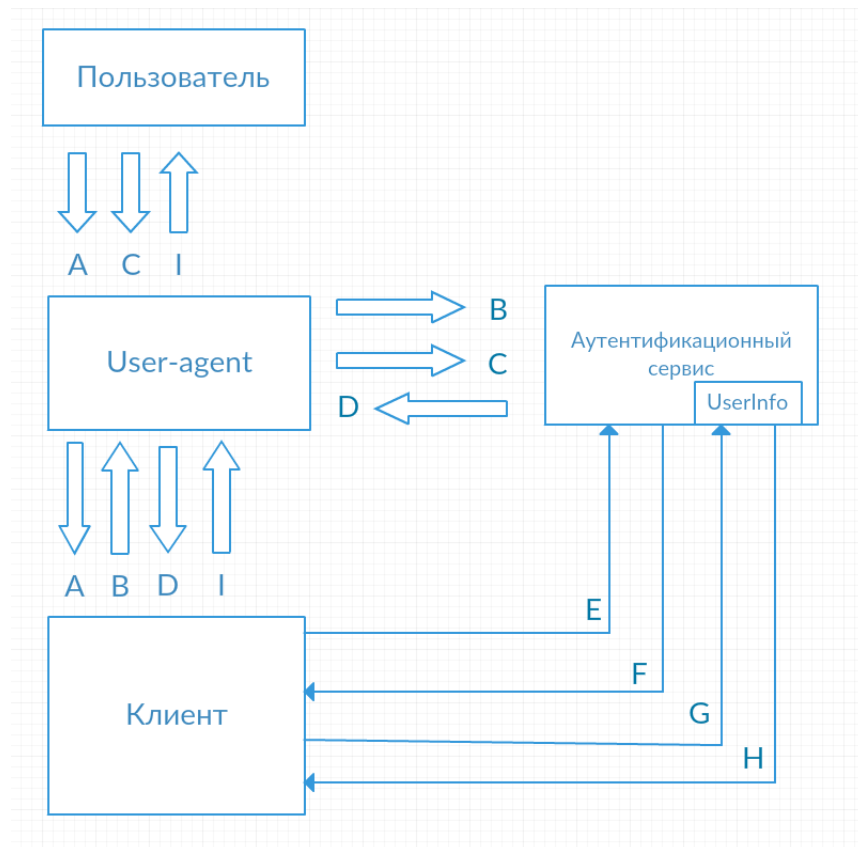 Пользователь
A C I
User-agent
B
C
D
Аутентификационный
сервис
UserInfo
A B D I
Клиент
E
F
G
H